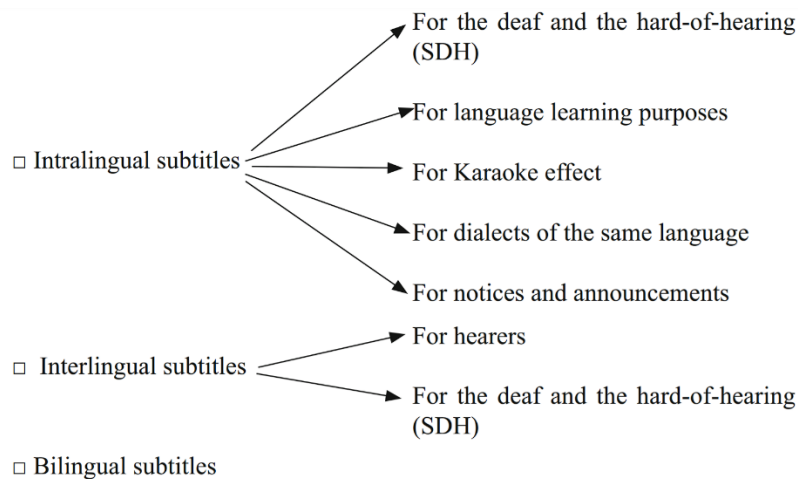 For the deaf and the hard-of-hearing
(SDH)
For language learning purposes
□ Intralingual subtitles
For Karaoke effect
For dialects of the same language
For notices and announcements
For hearers
□ Interlingual subtitles
For the deaf and the hard-of-hearing
(SDH)
□ Bilingual subtitles